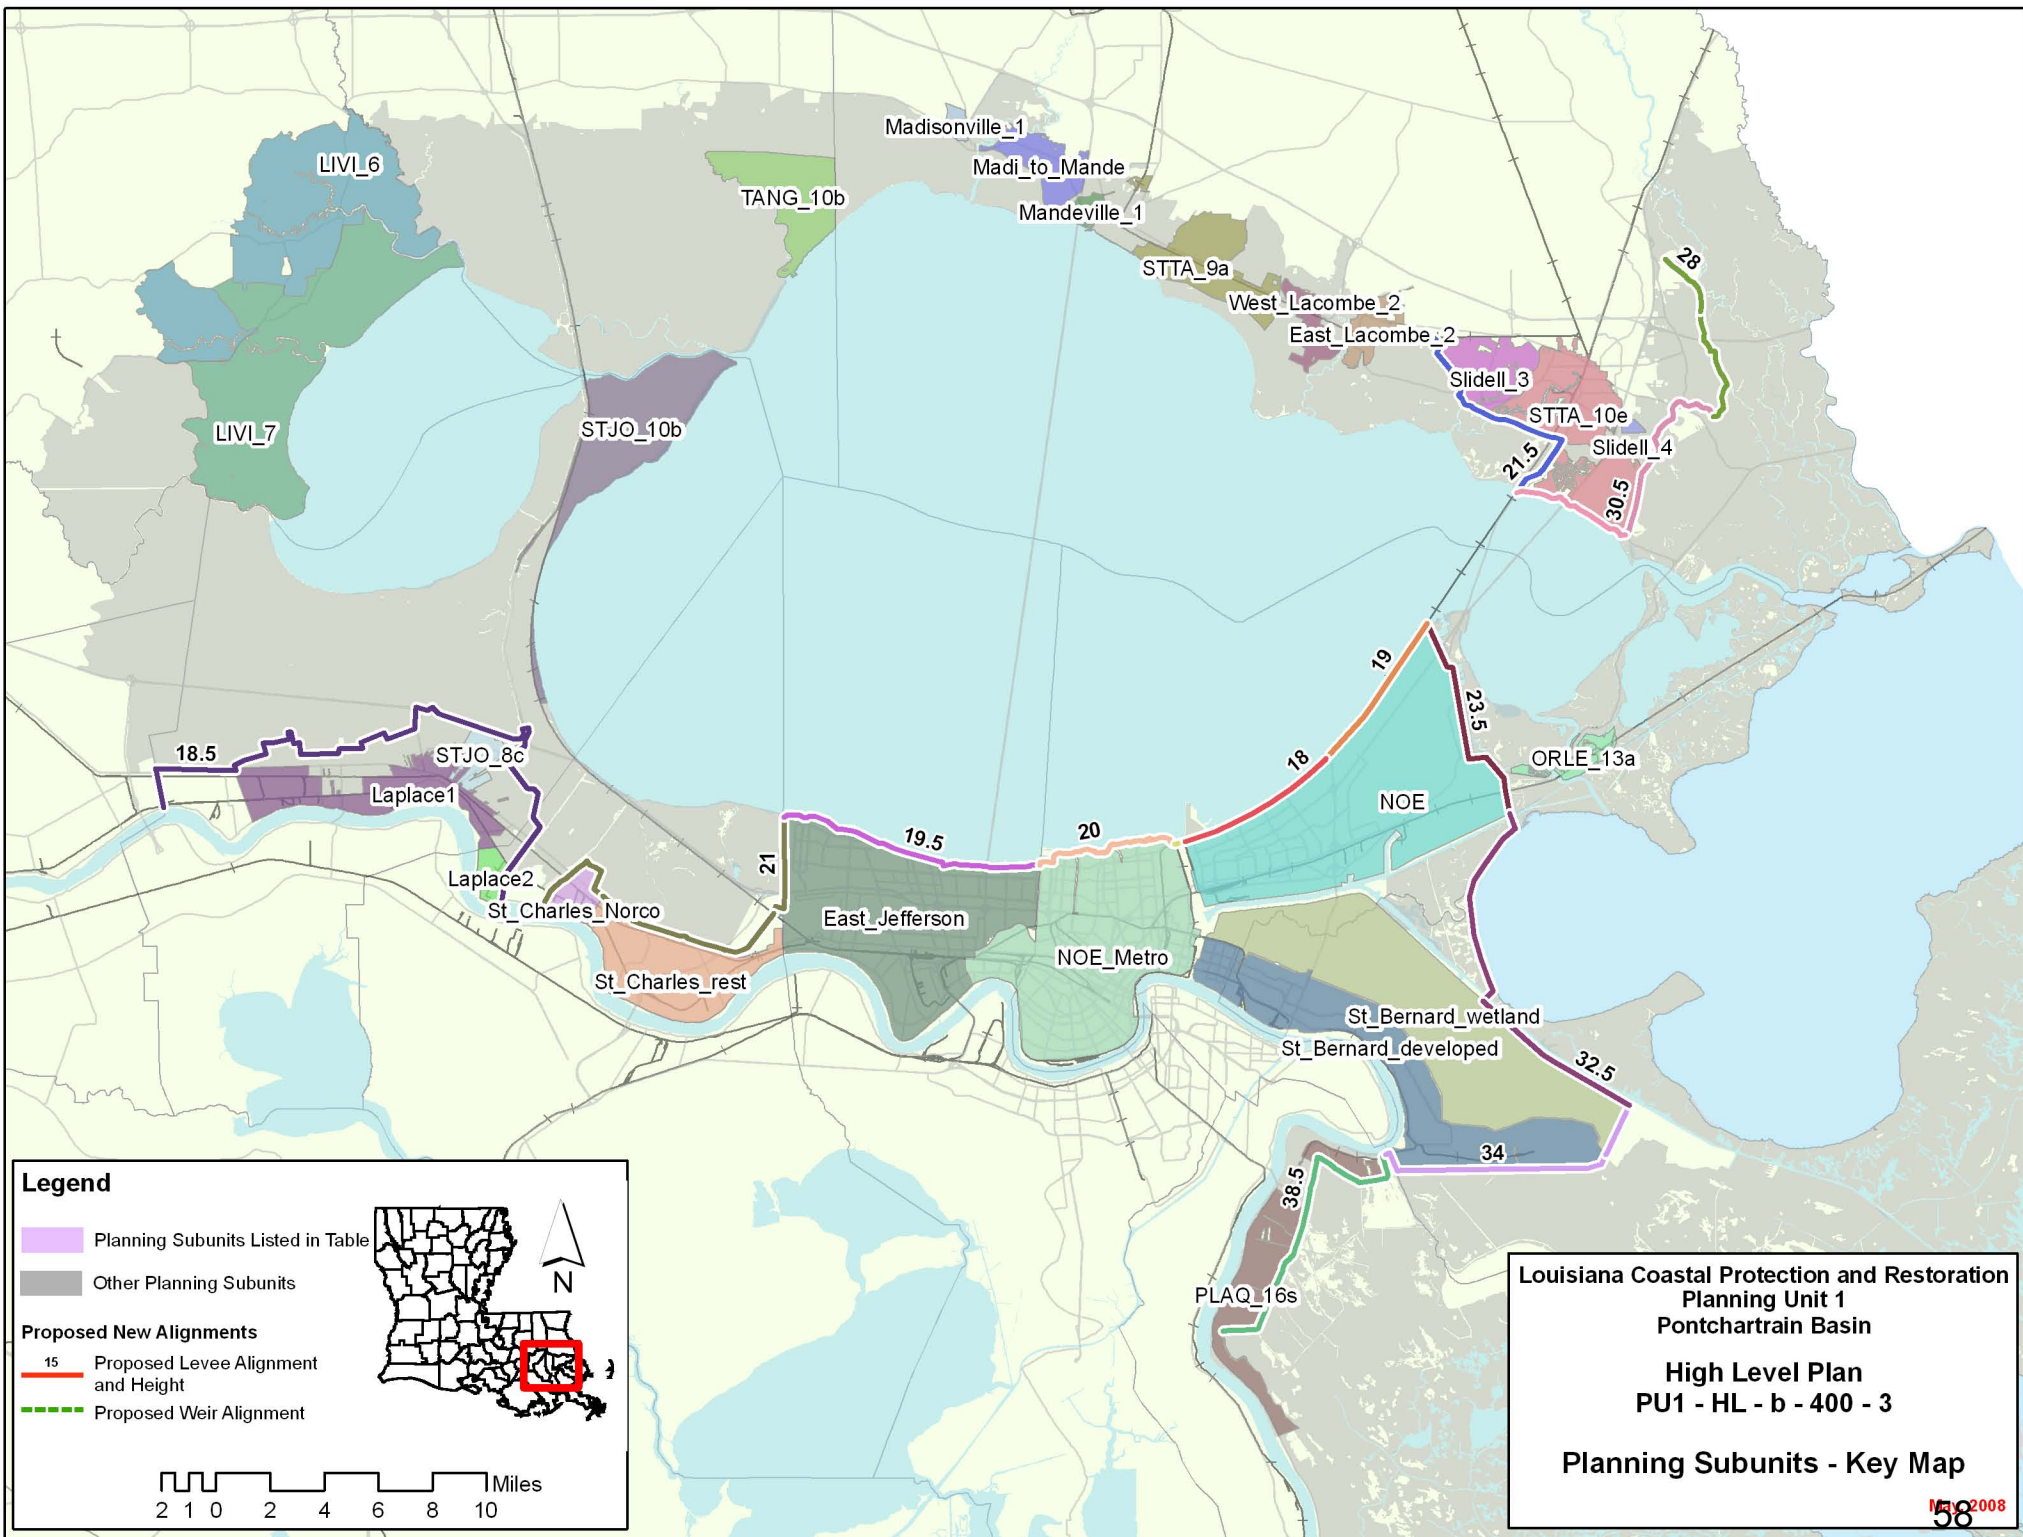 Madisonville_1
LIVI_6
Madi_to_Mande
TANG_10b
Mandeville_1
STTA_9a
28
West_Lacombe_2
East_Lacombe_2
Slidell_3
STTA_10e
LIVI_7
STJO_10b
Slidell_4
21.5
30.5
19
23.5
18.5
STJO_8c
18
ORLE_13a
Laplace1
NOE
19.5
20
21
Laplace2
St_Charles_Norco
East_Jefferson
NOE_Metro
St_Charles_rest
St_Bernard_wetland
St_Bernard_developed
32.5
34
38.5
PLAQ_16s
Legend
Planning Subunits Listed in Table
Other Planning Subunits
Proposed New Alignments
15
Proposed Levee Alignment
and Height
Proposed Weir Alignment
N
Miles
2 1 0 2 4 6 8 10
Louisiana Coastal Protection and Restoration
Planning Unit 1
Pontchartrain Basin
High Level Plan
PU1 - HL - b - 400 - 3
Planning Subunits - Key Map
May, 2008
58